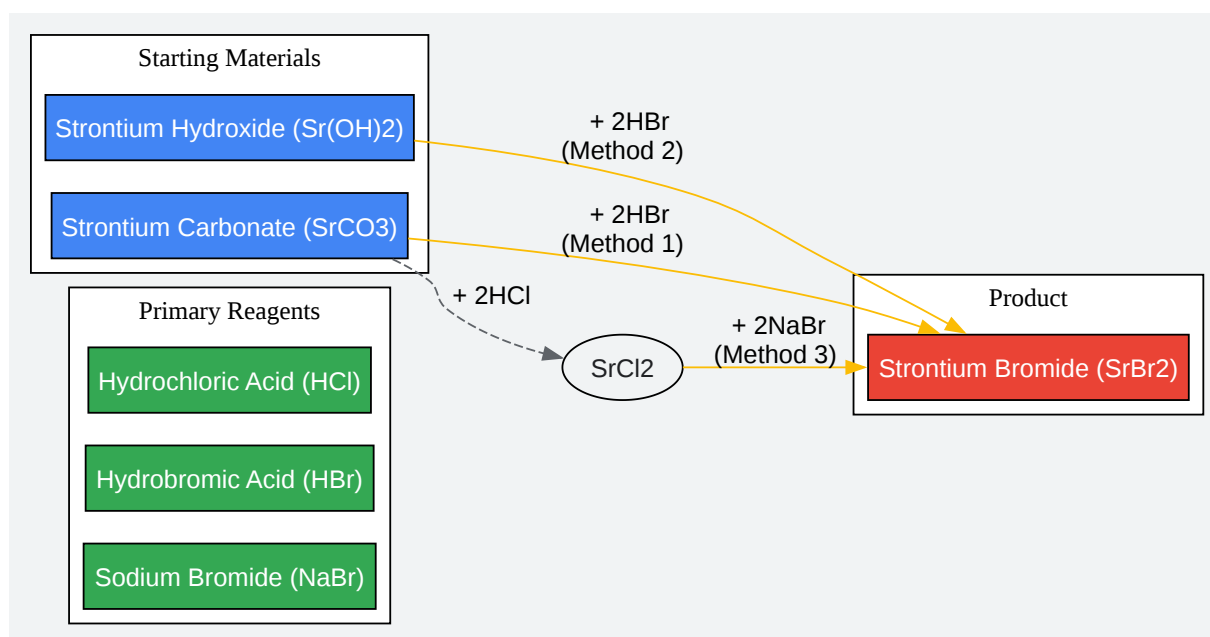 Starting Materials
Strontium Hydroxide (Sr(OH)2)
Strontium Carbonate (SrCO3)
+ 2HBr
(Method 2)
+ 2HBr
(Method 1)
+ 2HCl
Primary Reagents
Hydrochloric Acid (HCl)
Hydrobromic Acid (HBr)
Sodium Bromide (NaBr)
SrCl2
+ 2NaBr
(Method 3)
Product
Strontium Bromide (SrBr2)